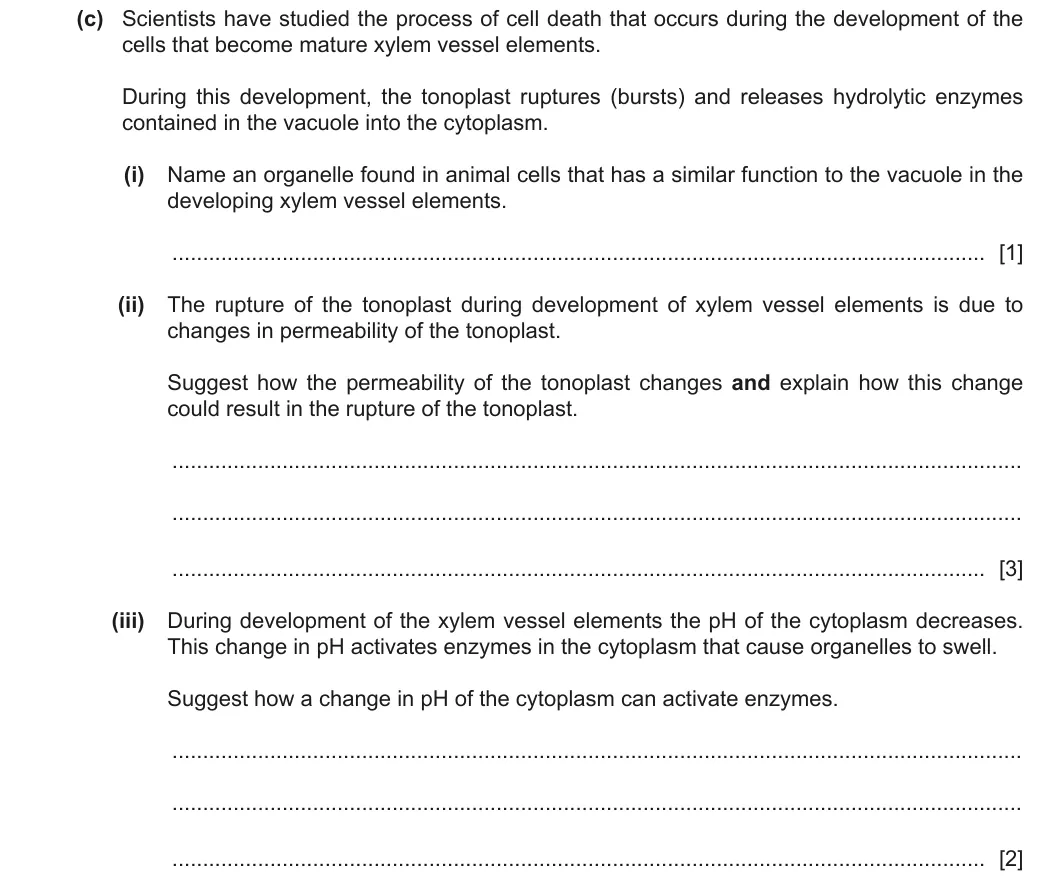 (c) Scientists have studied the process of cell death that occurs during the development of the
cells that become mature xylem vessel elements.
During this development, the tonoplast ruptures (bursts) and releases hydrolytic enzymes
contained in the vacuole into the cytoplasm.
(i) Name an organelle found in animal cells that has a similar function to the vacuole in the
developing xylem vessel elements.
.......................................................................................................................................... [1]
(ii) The rupture of the tonoplast during development of xylem vessel elements is due to
changes in permeability of the tonoplast.
Suggest how the permeability of the tonoplast changes and explain how this change
could result in the rupture of the tonoplast.
..........................................................................................................................................
..........................................................................................................................................
.......................................................................................................................................... [3]
(iii) During development of the xylem vessel elements the pH of the cytoplasm decreases.
This change in pH activates enzymes in the cytoplasm that cause organelles to swell.
Suggest how a change in pH of the cytoplasm can activate enzymes.
..........................................................................................................................................
..........................................................................................................................................
.......................................................................................................................................... [2]